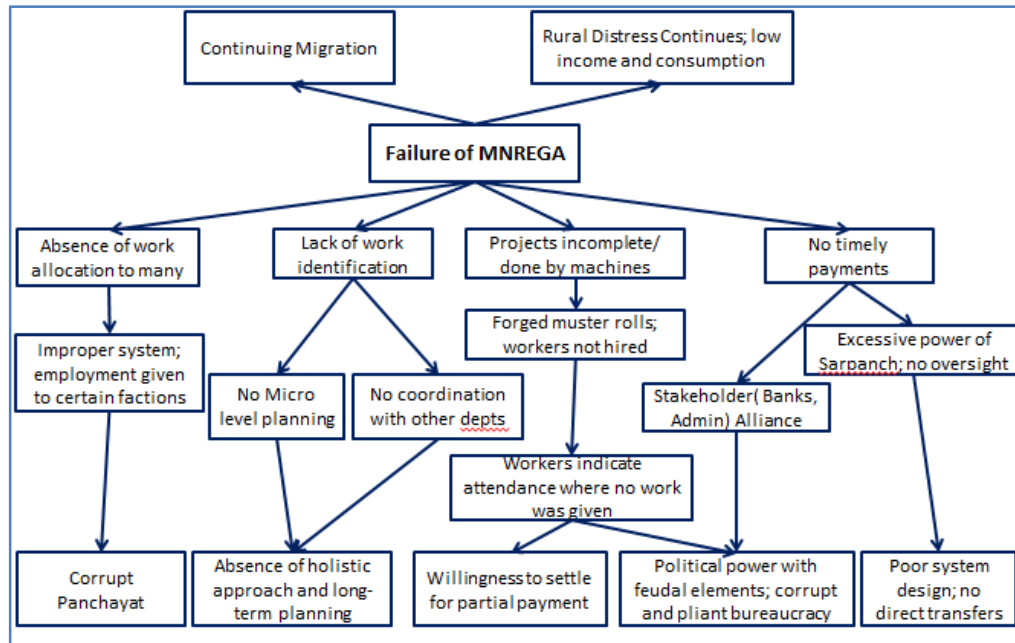 Continuing Migration
Rural Distress Continues; low
income and consumption
Failure of MNREGA
Absence of work
allocation to many
Lack of work
identification
Projects incomplete/
done by machines
No timely
payments
Improper system;
employment given
to certain factions
No Micro
level planning
No coordination
with other depts
Forged muster rolls;
workers not hired
Stakeholder( Banks,
Admin) Alliance
Excessive power of
Sarpanch; no oversight
Workers indicate
attendance where no work
was given
Corrupt
Panchayat
Absence of holistic
approach and long-
term planning
Willingness to settle
for partial payment
Political power with
feudal elements; corrupt
and pliant bureaucracy
Poor system
design; no
direct transfers